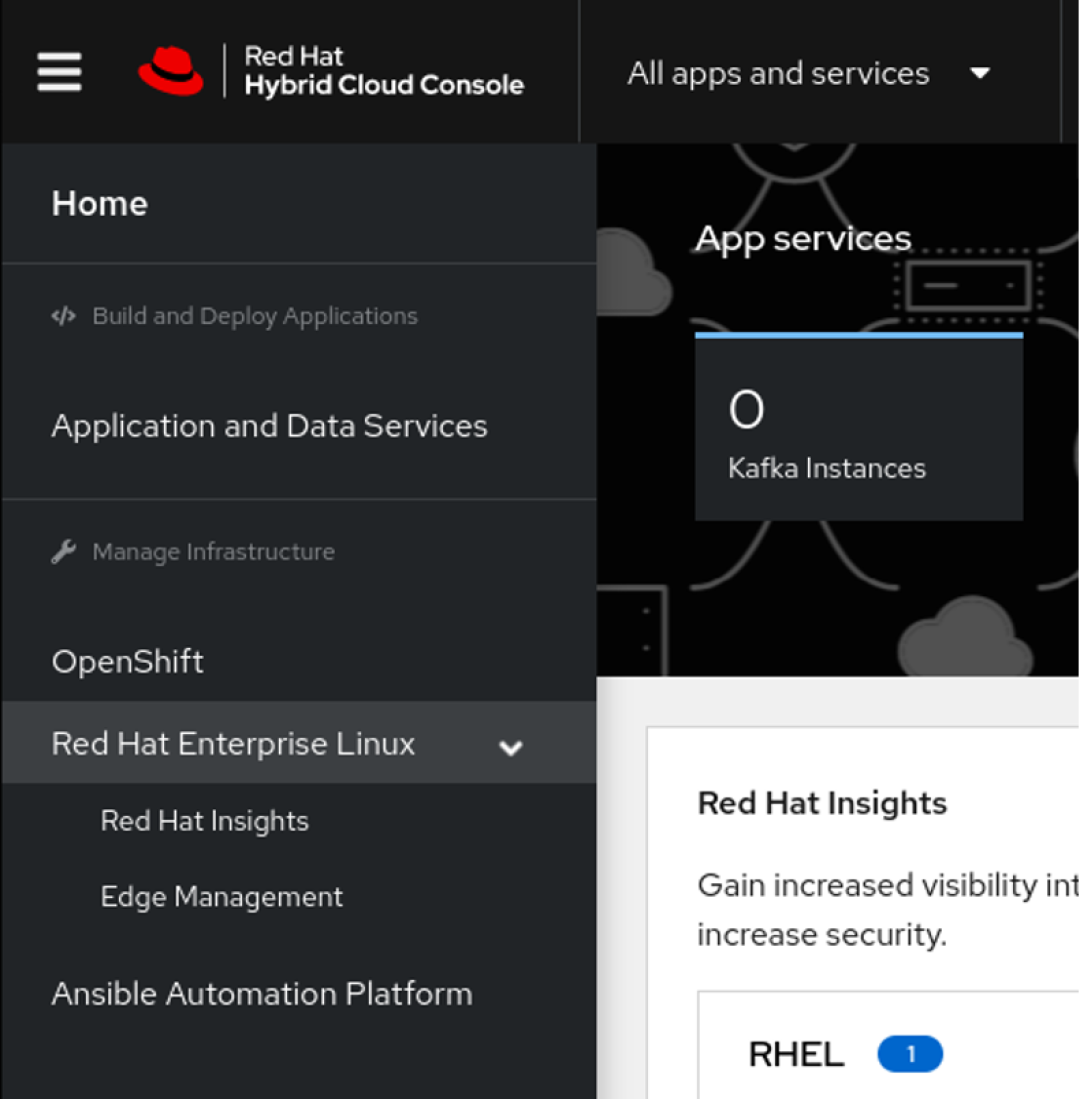 Red Hat
Hybrid Cloud Console
All apps and services
Home
Build and Deploy Applications
Application and Data Services
Manage Infrastructure
OpenShift
Red Hat Enterprise Linux
Red Hat Insights
Edge Management
Ansible Automation Platform
App services
0
Kafka Instances
Red Hat Insights
Gain increased visibility int
increase security.
RHEL 1